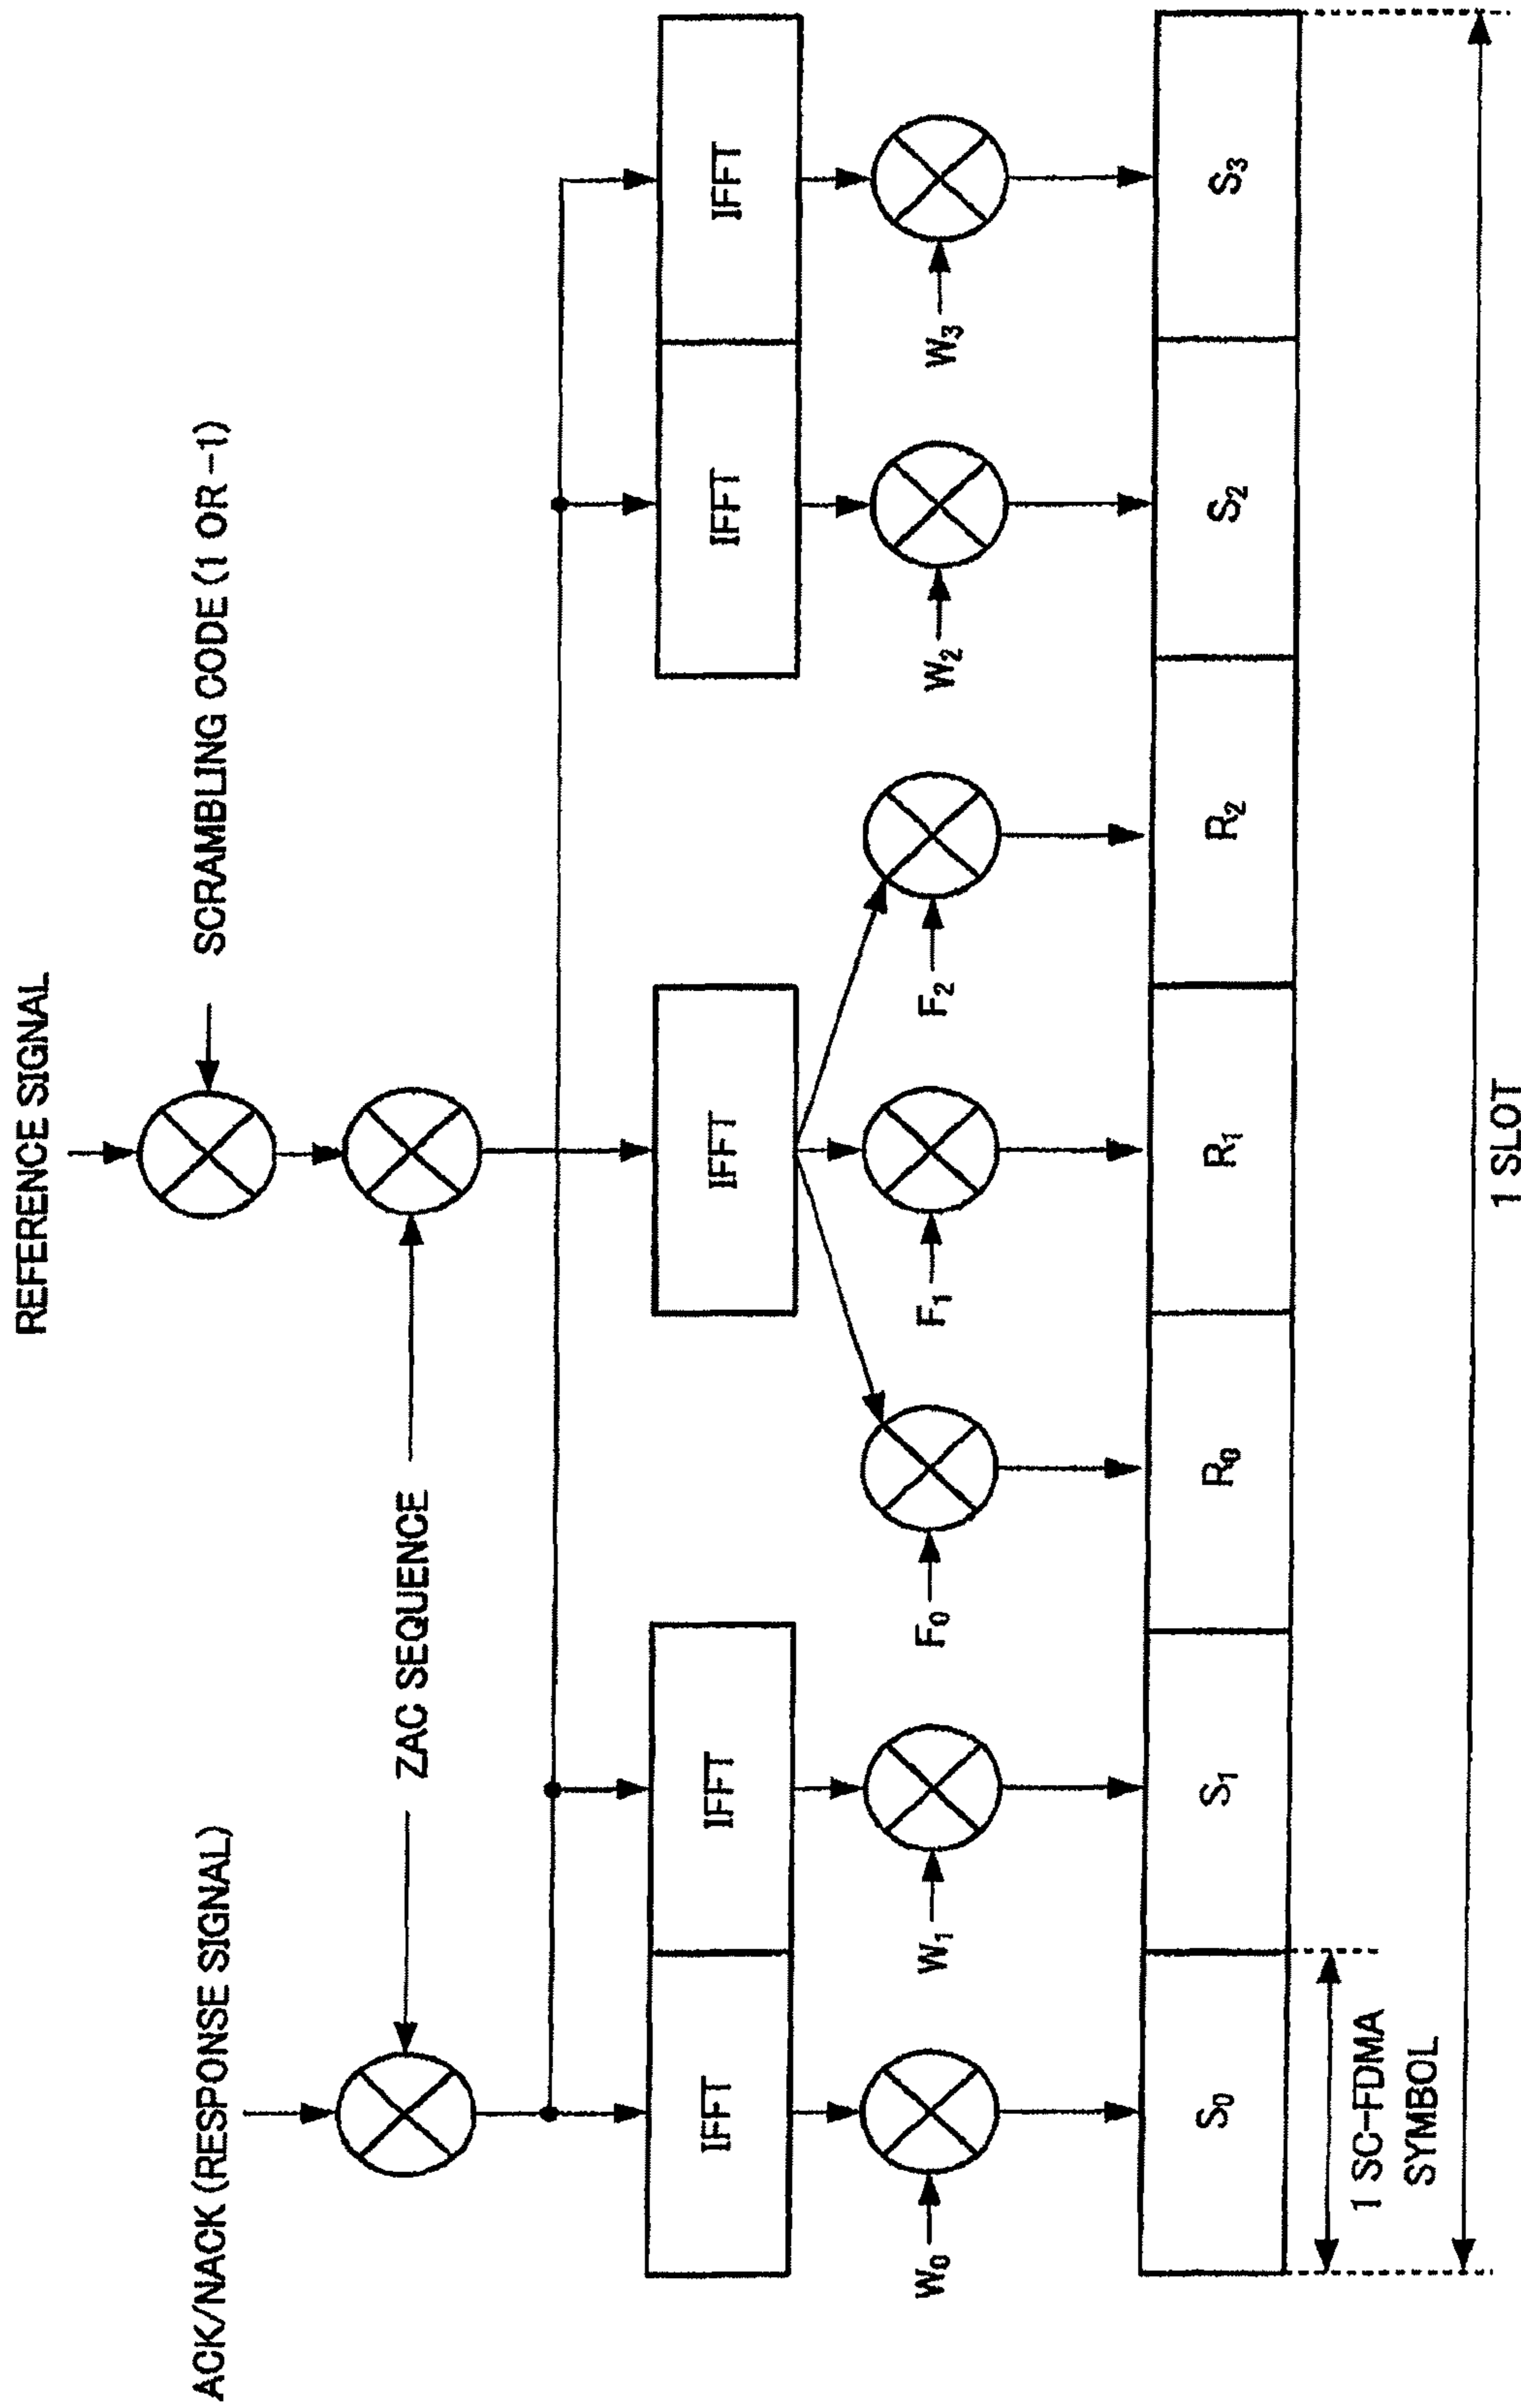 REFERENCE SIGNAL
SCRAMBLING CODE (1 OR -1)
ACK/NACK (RESPONSE SIGNAL)
ZAC SEQUENCE
IFFT
IFFT
IFFT
IFFT
IFFT
W₀
W₁
F₀
F₁
F₂
W₂
W₃
S₀
S₁
R₀
R₁
R₂
S₂
S₃
1 SC-FDMA
SYMBOL
1 SLOT